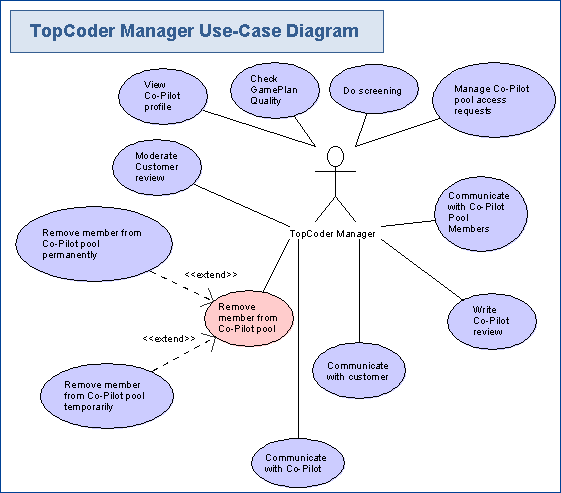 TopCoder Manager Use-Case Diagram
View
Co-Pilot
profile
Check
GamePlan
Quality
Do screening
Manage Co-Pilot
pool access
requests
Moderate
Customer
review
Communicate
with Co-Pilot
Pool
Members
TopCoder Manager
Remove member from
Co-Pilot pool
permanently
<<extend>>
Remove
member from
Co-Pilot pool
Write
Co-Pilot
review
<<extend>>
Communicate
with customer
Remove member
from Co-Pilot pool
temporarily
Communicate
with Co-Pilot